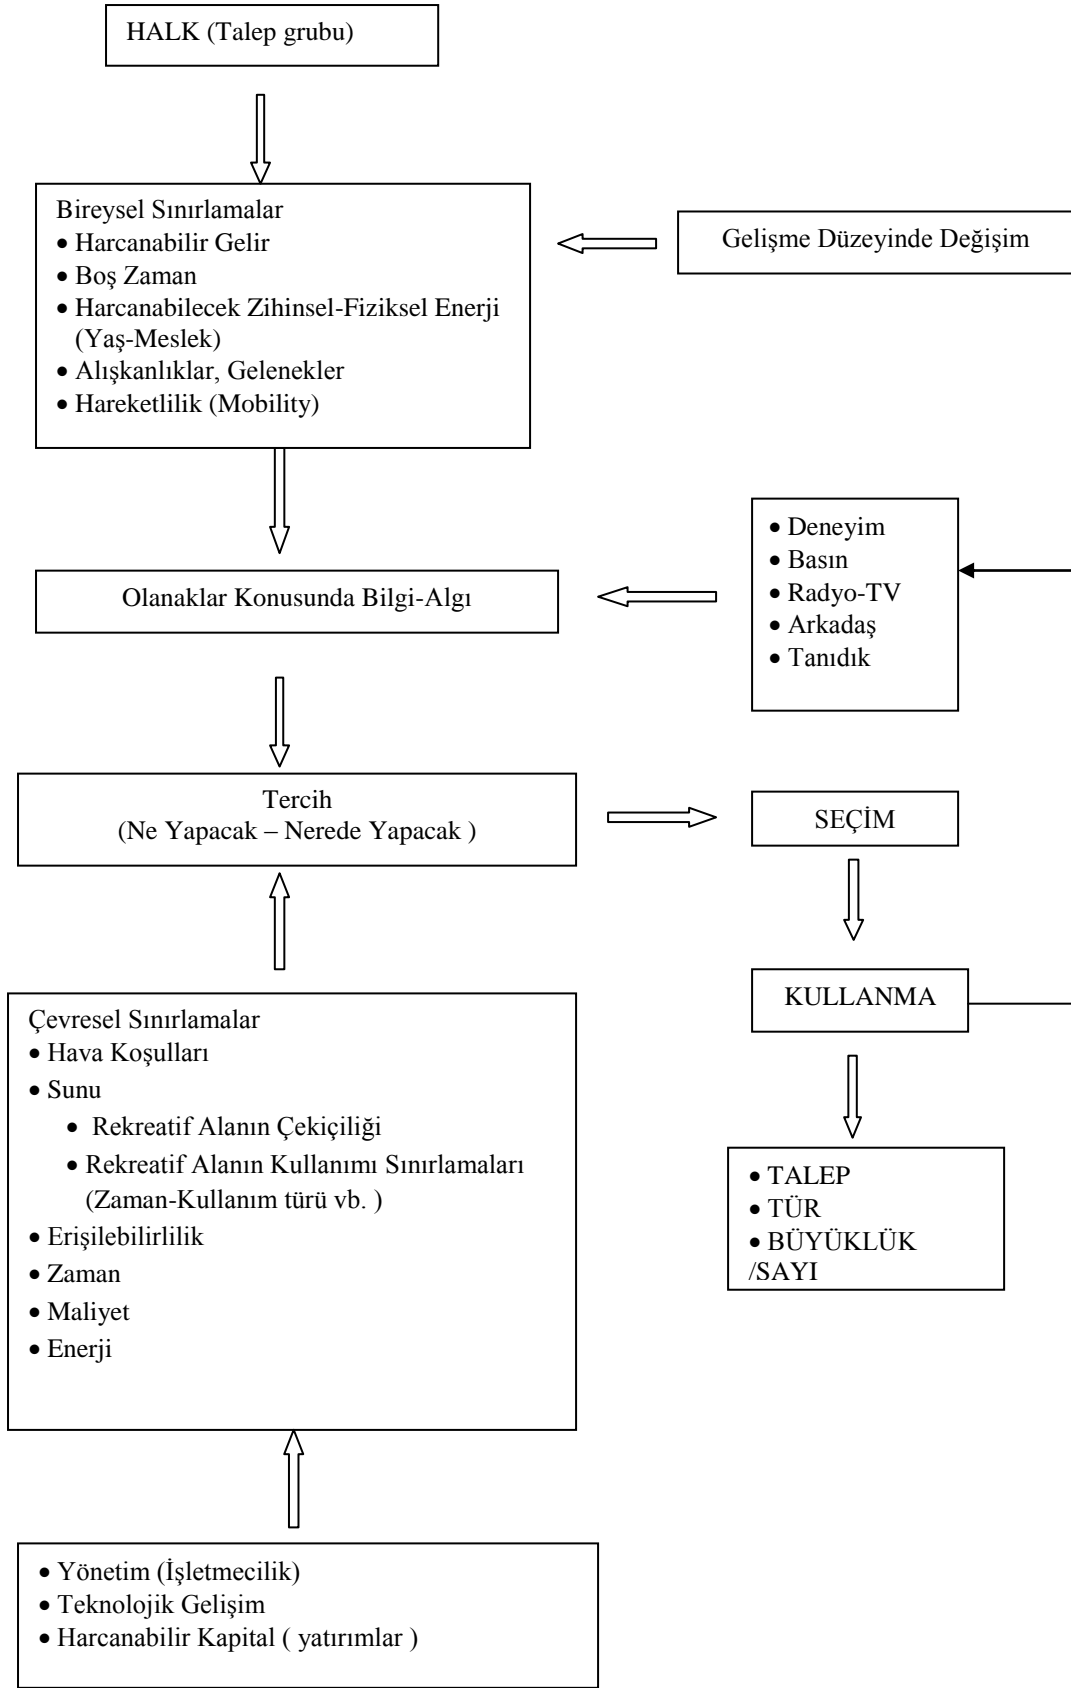 HALK (Talep grubu)
Bireysel Sınırlamalar
• Harcanabilir Gelir
• Boş Zaman
• Harcanabilecek Zihinsel-Fiziksel Enerji
(Yaş-Meslek)
• Alışkanlıklar, Gelenekler
• Hareketlilik (Mobility)
Gelişme Düzeyinde Değişim
• Deneyim
• Basın
• Radyo-TV
• Arkadaş
• Tanıdık
Olanaklar Konusunda Bilgi-Algı
Tercih
(Ne Yapacak – Nerede Yapacak )
SEÇİM
KULLANMA
Çevresel Sınırlamalar
• Hava Koşulları
• Sunu
• Rekreatif Alanın Çekiçiliği
• Rekreatif Alanın Kullanımı Sınırlamaları
(Zaman-Kullanım türü vb. )
• Erişilebilirlilik
• Zaman
• Maliyet
• Enerji
• TALEP
• TÜR
• BÜYÜKLÜK
/SAYI
• Yönetim (İşletmecilik)
• Teknolojik Gelişim
• Harcanabilir Kapital ( yatırımlar )